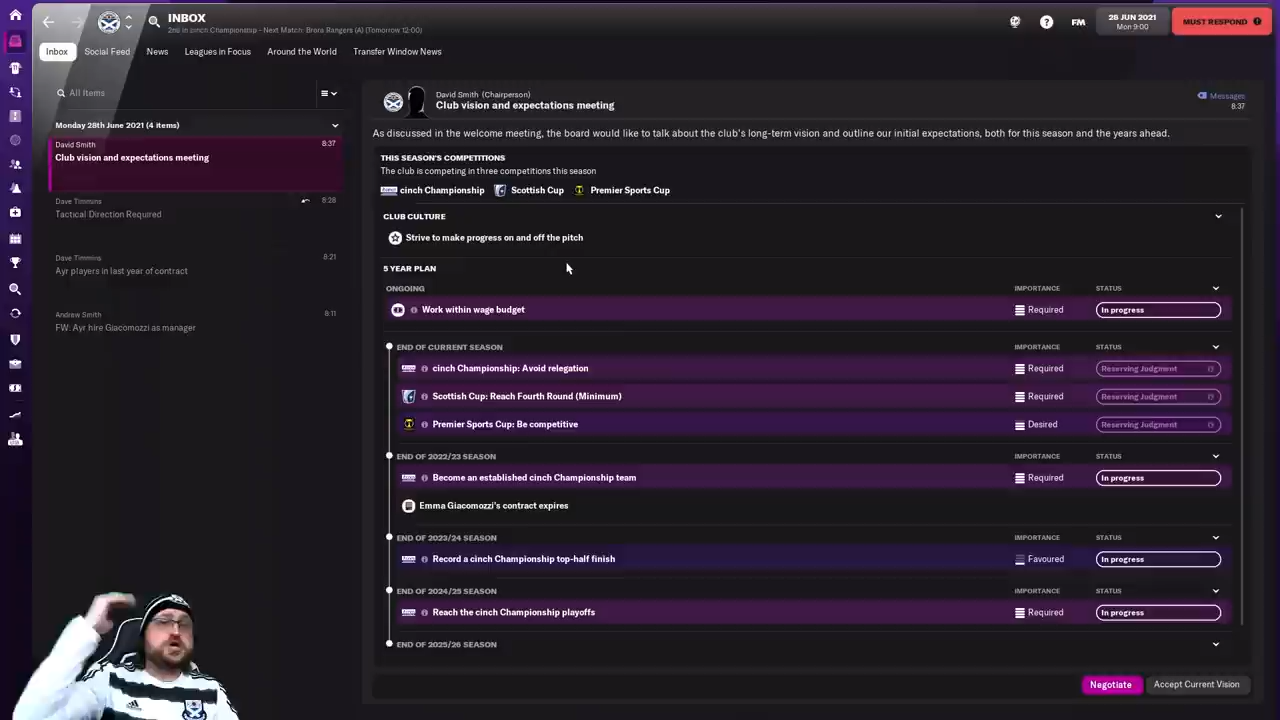 INBOX
2nd in cinch Championship - Next Match: Brora Rangers (A) (Tomorrow 12:00)
FM
28 JUN 2021
Mon 9:00
MUST RESPOND
Inbox
Social Feed
News
Leagues in Focus
Around the World
Transfer Window News
All Items
Monday 28th June 2021 (4 items)
David Smith
8:37
Club vision and expectations meeting
Dave Timmins
8:28
Tactical Direction Required
Dave Timmins
8:21
Ayr players in last year of contract
Andrew Smith
8:11
FW: Ayr hire Giacomozzi as manager
David Smith (Chairperson)
Club vision and expectations meeting
Messages
8:37
As discussed in the welcome meeting, the board would like to talk about the club's long-term vision and outline our initial expectations, both for this season and the years ahead.
THIS SEASON'S COMPETITIONS
The club is competing in three competitions this season
cinch Championship Scottish Cup Premier Sports Cup
CLUB CULTURE
Strive to make progress on and off the pitch
5 YEAR PLAN
ONGOING IMPORTANCE STATUS
Work within wage budget Required In progress
END OF CURRENT SEASON IMPORTANCE STATUS
cinch Championship: Avoid relegation Required Reserving Judgment
Scottish Cup: Reach Fourth Round (Minimum) Required Reserving Judgment
Premier Sports Cup: Be competitive Desired Reserving Judgment
END OF 2022/23 SEASON IMPORTANCE STATUS
Become an established cinch Championship team Required In progress
Emma Giacomozzi's contract expires
END OF 2023/24 SEASON IMPORTANCE STATUS
Record a cinch Championship top-half finish Favoured In progress
END OF 2024/25 SEASON IMPORTANCE STATUS
Reach the cinch Championship playoffs Required In progress
END OF 2025/26 SEASON
Negotiate
Accept Current Vision